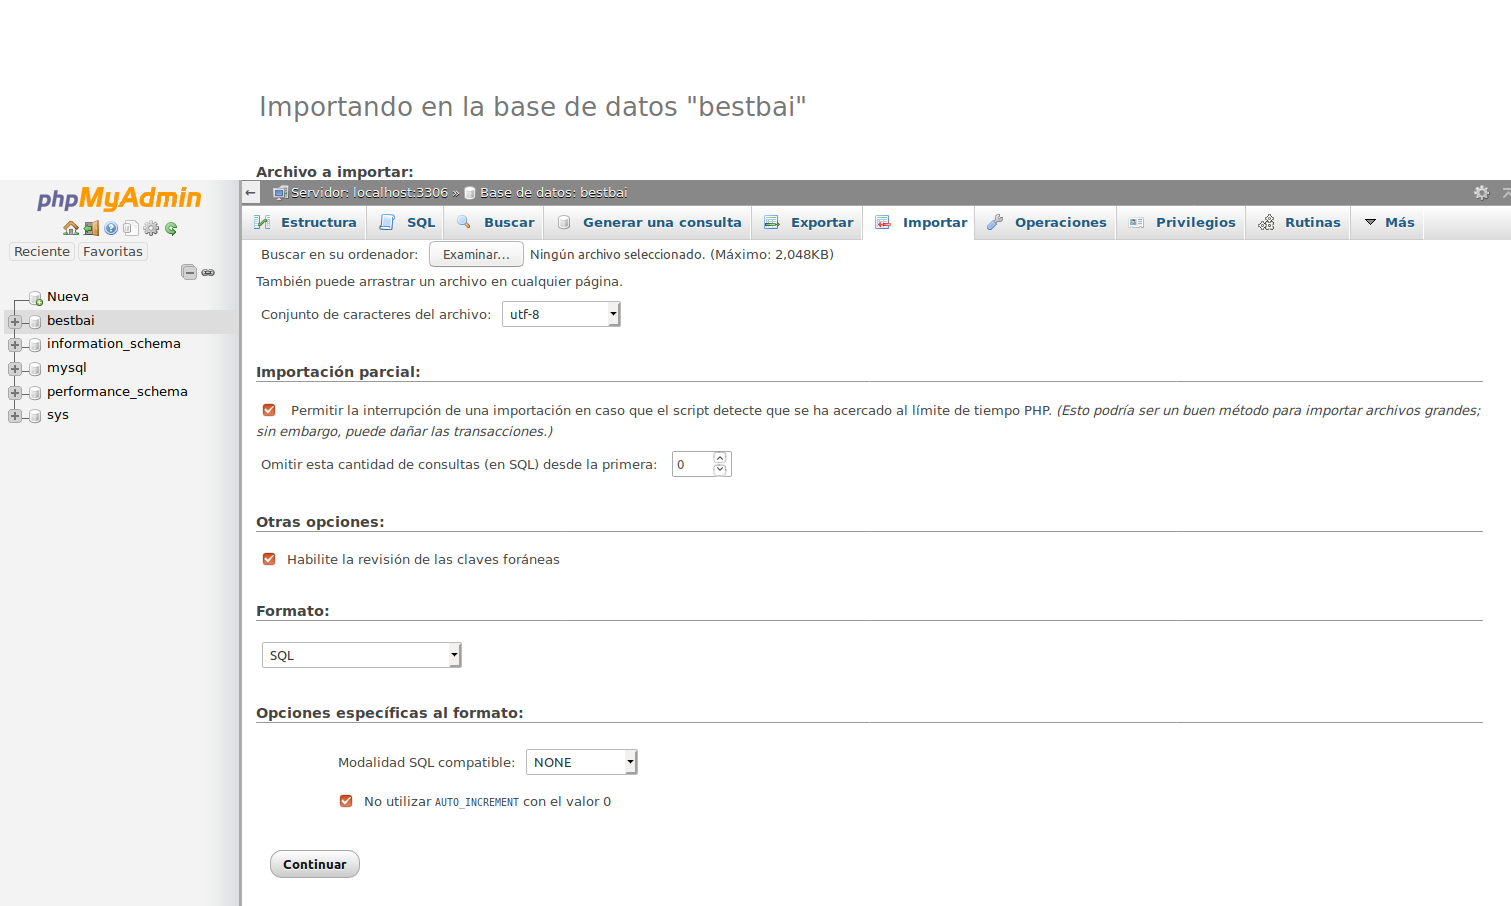 Importando en la base de datos "bestbai"
Archivo a importar:
phpMyAdmin
Reciente Favoritas
Nueva
bestbai
information_schema
mysql
performance_schema
sys
Servidor: localhost:3306 » Base de datos: bestbai
Estructura SQL Buscar Generar una consulta Exportar Importar Operaciones Privilegios Rutinas Más
Buscar en su ordenador: Examinar... Ningún archivo seleccionado. (Máximo: 2,048KB)
También puede arrastrar un archivo en cualquier página.
Conjunto de caracteres del archivo: utf-8
Importación parcial:
Permitir la interrupción de una importación en caso que el script detecte que se ha acercado al límite de tiempo PHP. (Esto podría ser un buen método para importar archivos grandes;
sin embargo, puede dañar las transacciones.)
Omitir esta cantidad de consultas (en SQL) desde la primera: 0
Otras opciones:
Habilite la revisión de las claves foráneas
Formato:
SQL
Opciones específicas al formato:
Modalidad SQL compatible: NONE
No utilizar AUTO_INCREMENT con el valor 0
Continuar